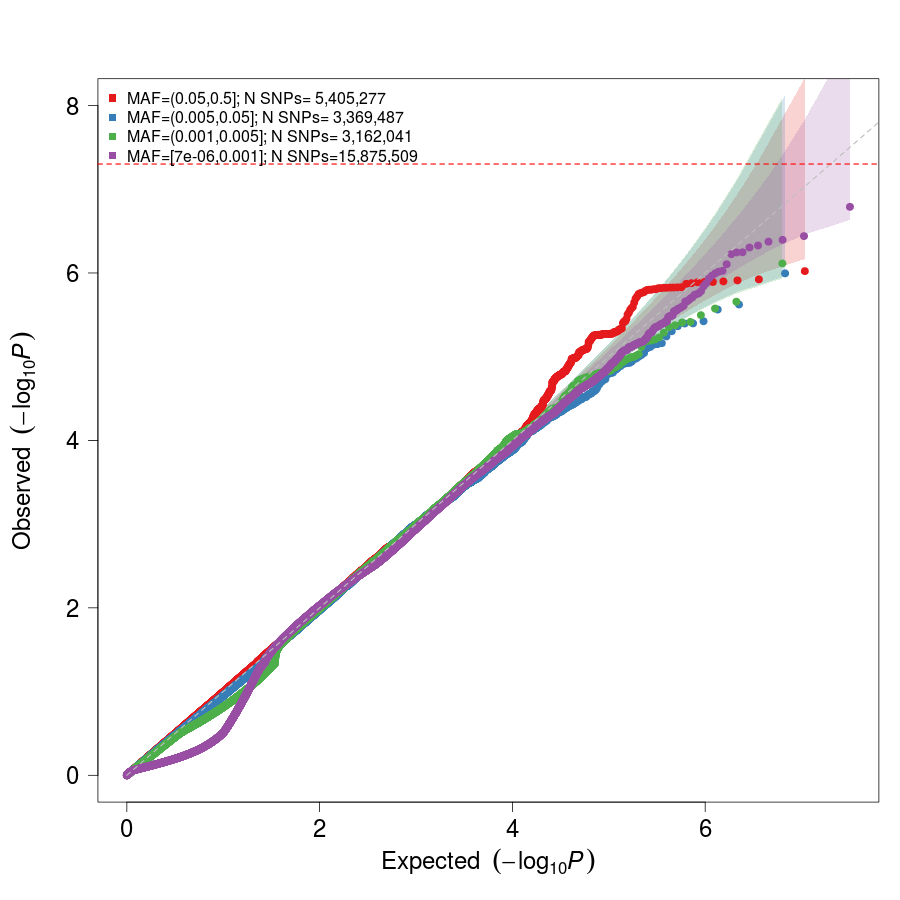 MAF=(0.05,0.5]; N SNPs= 5,405,277
MAF=(0.005,0.05]; N SNPs= 3,369,487
MAF=(0.001,0.005]; N SNPs= 3,162,041
MAF=[7e-06,0.001]; N SNPs=15,875,509
8
6
4
2
0
Observed (−log₁₀P)
0 2 4 6
Expected (−log₁₀P)